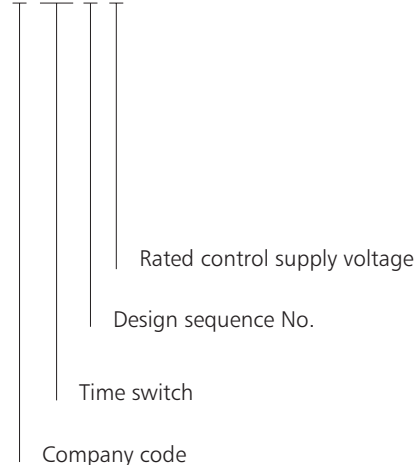 Rated control supply voltage
Design sequence No.
Time switch
Company code